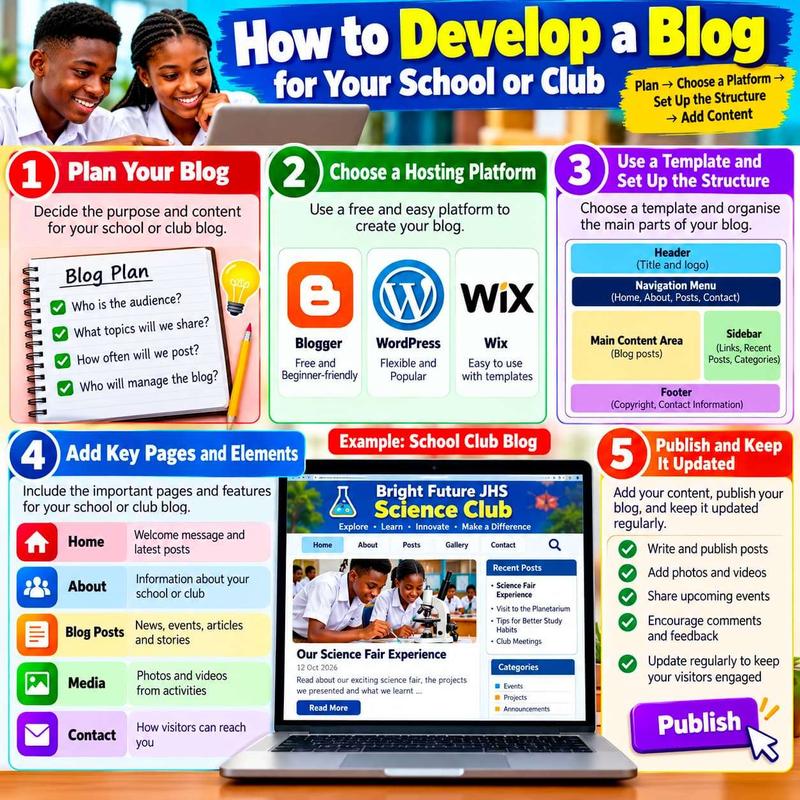 How to Develop a Blog
for Your School or Club
Plan → Choose a Platform →
Set Up the Structure
→ Add Content
1 Plan Your Blog
Decide the purpose and content
for your school or club blog.
Blog Plan
Who is the audience?
What topics will we share?
How often will we post?
Who will manage the blog?
2 Choose a Hosting Platform
Use a free and easy platform to
create your blog.
Blogger
Free and
Beginner-friendly
WordPress
Flexible and
Popular
WiX
Wix
Easy to use
with templates
3 Use a Template and
Set Up the Structure
Choose a template and organise
the main parts of your blog.
Header
(Title and logo)
Navigation Menu
(Home, About, Posts, Contact)
Main Content Area
(Blog posts)
Sidebar
(Links, Recent
Posts, Categories)
Footer
(Copyright, Contact Information)
4 Add Key Pages and Elements
Include the important pages and features
for your school or club blog.
Home
Welcome message and
latest posts
About
Information about your
school or club
Blog Posts
News, events, articles
and stories
Media
Photos and videos
from activities
Contact
How visitors can reach
you
Example: School Club Blog
Bright Future JHS
Science Club
Explore • Learn • Innovate • Make a Difference
Home About Posts Gallery Contact
Our Science Fair Experience
12 Oct 2026
Read about our exciting science fair, the projects
we presented and what we learnt ...
Read More
Recent Posts
• Science Fair
Experience
• Visit to the Planetarium
• Tips for Better Study
Habits
• Club Meetings
Categories
Events
Projects
Announcements
5 Publish and Keep
It Updated
Add your content, publish your
blog, and keep it updated
regularly.
Write and publish posts
Add photos and videos
Share upcoming events
Encourage comments
and feedback
Update regularly to keep
your visitors engaged
Publish